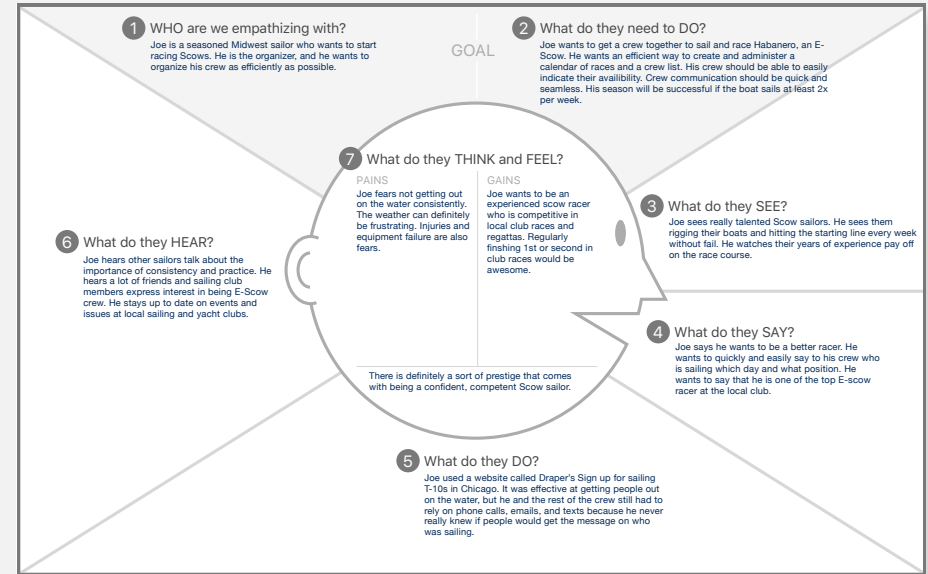 1 WHO are we empathizing with?
Joe is a seasoned Midwest sailor who wants to start
racing Scows. He is the organizer, and he wants to
organize his crew as efficiently as possible.
GOAL
2 What do they need to DO?
Joe wants to get a crew together to sail and race Habanero, an E-
Scow. He wants an efficient way to create and administer a
calendar of races and a crew list. His crew should be able to easily
indicate their availibility. Crew communication should be quick and
seamless. His season will be successful if the boat sails at least 2x
per week.
7 What do they THINK and FEEL?
PAINS
Joe fears not getting out
on the water consistently.
The weather can definitely
be frustrating. Injuries and
equipment failure are also
fears.
GAINS
Joe wants to be an
experienced scow racer
who is competitive in
local club races and
regattas. Regularly
finshing 1st or second in
club races would be
awesome.
There is definitely a sort of prestige that comes
with being a confident, competent Scow sailor.
3 What do they SEE?
Joe sees really talented Scow sailors. He sees them
rigging their boats and hitting the starting line every week
without fail. He watches their years of experience pay off
on the race course.
4 What do they SAY?
Joe says he wants to be a better racer. He
wants to quickly and easily say to his crew who
is sailing which day and what position. He
wants to say that he is one of the top E-scow
racer at the local club.
5 What do they DO?
Joe used a website called Draper's Sign up for sailing
T-10s in Chicago. It was effective at getting people out
on the water, but he and the rest of the crew still had to
rely on phone calls, emails, and texts because he never
really knew if people would get the message on who
was sailing.
6 What do they HEAR?
Joe hears other sailors talk about the
importance of consistency and practice. He
hears a lot of friends and sailing club
members express interest in being E-Scow
crew. He stays up to date on events and
issues at local sailing and yacht clubs.